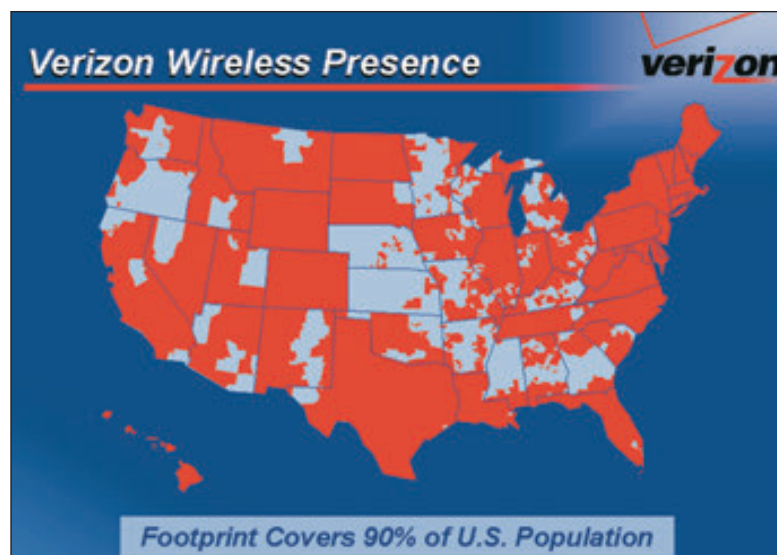 Verizon Wireless Presence
verizon
Footprint Covers 90% of U.S. Population